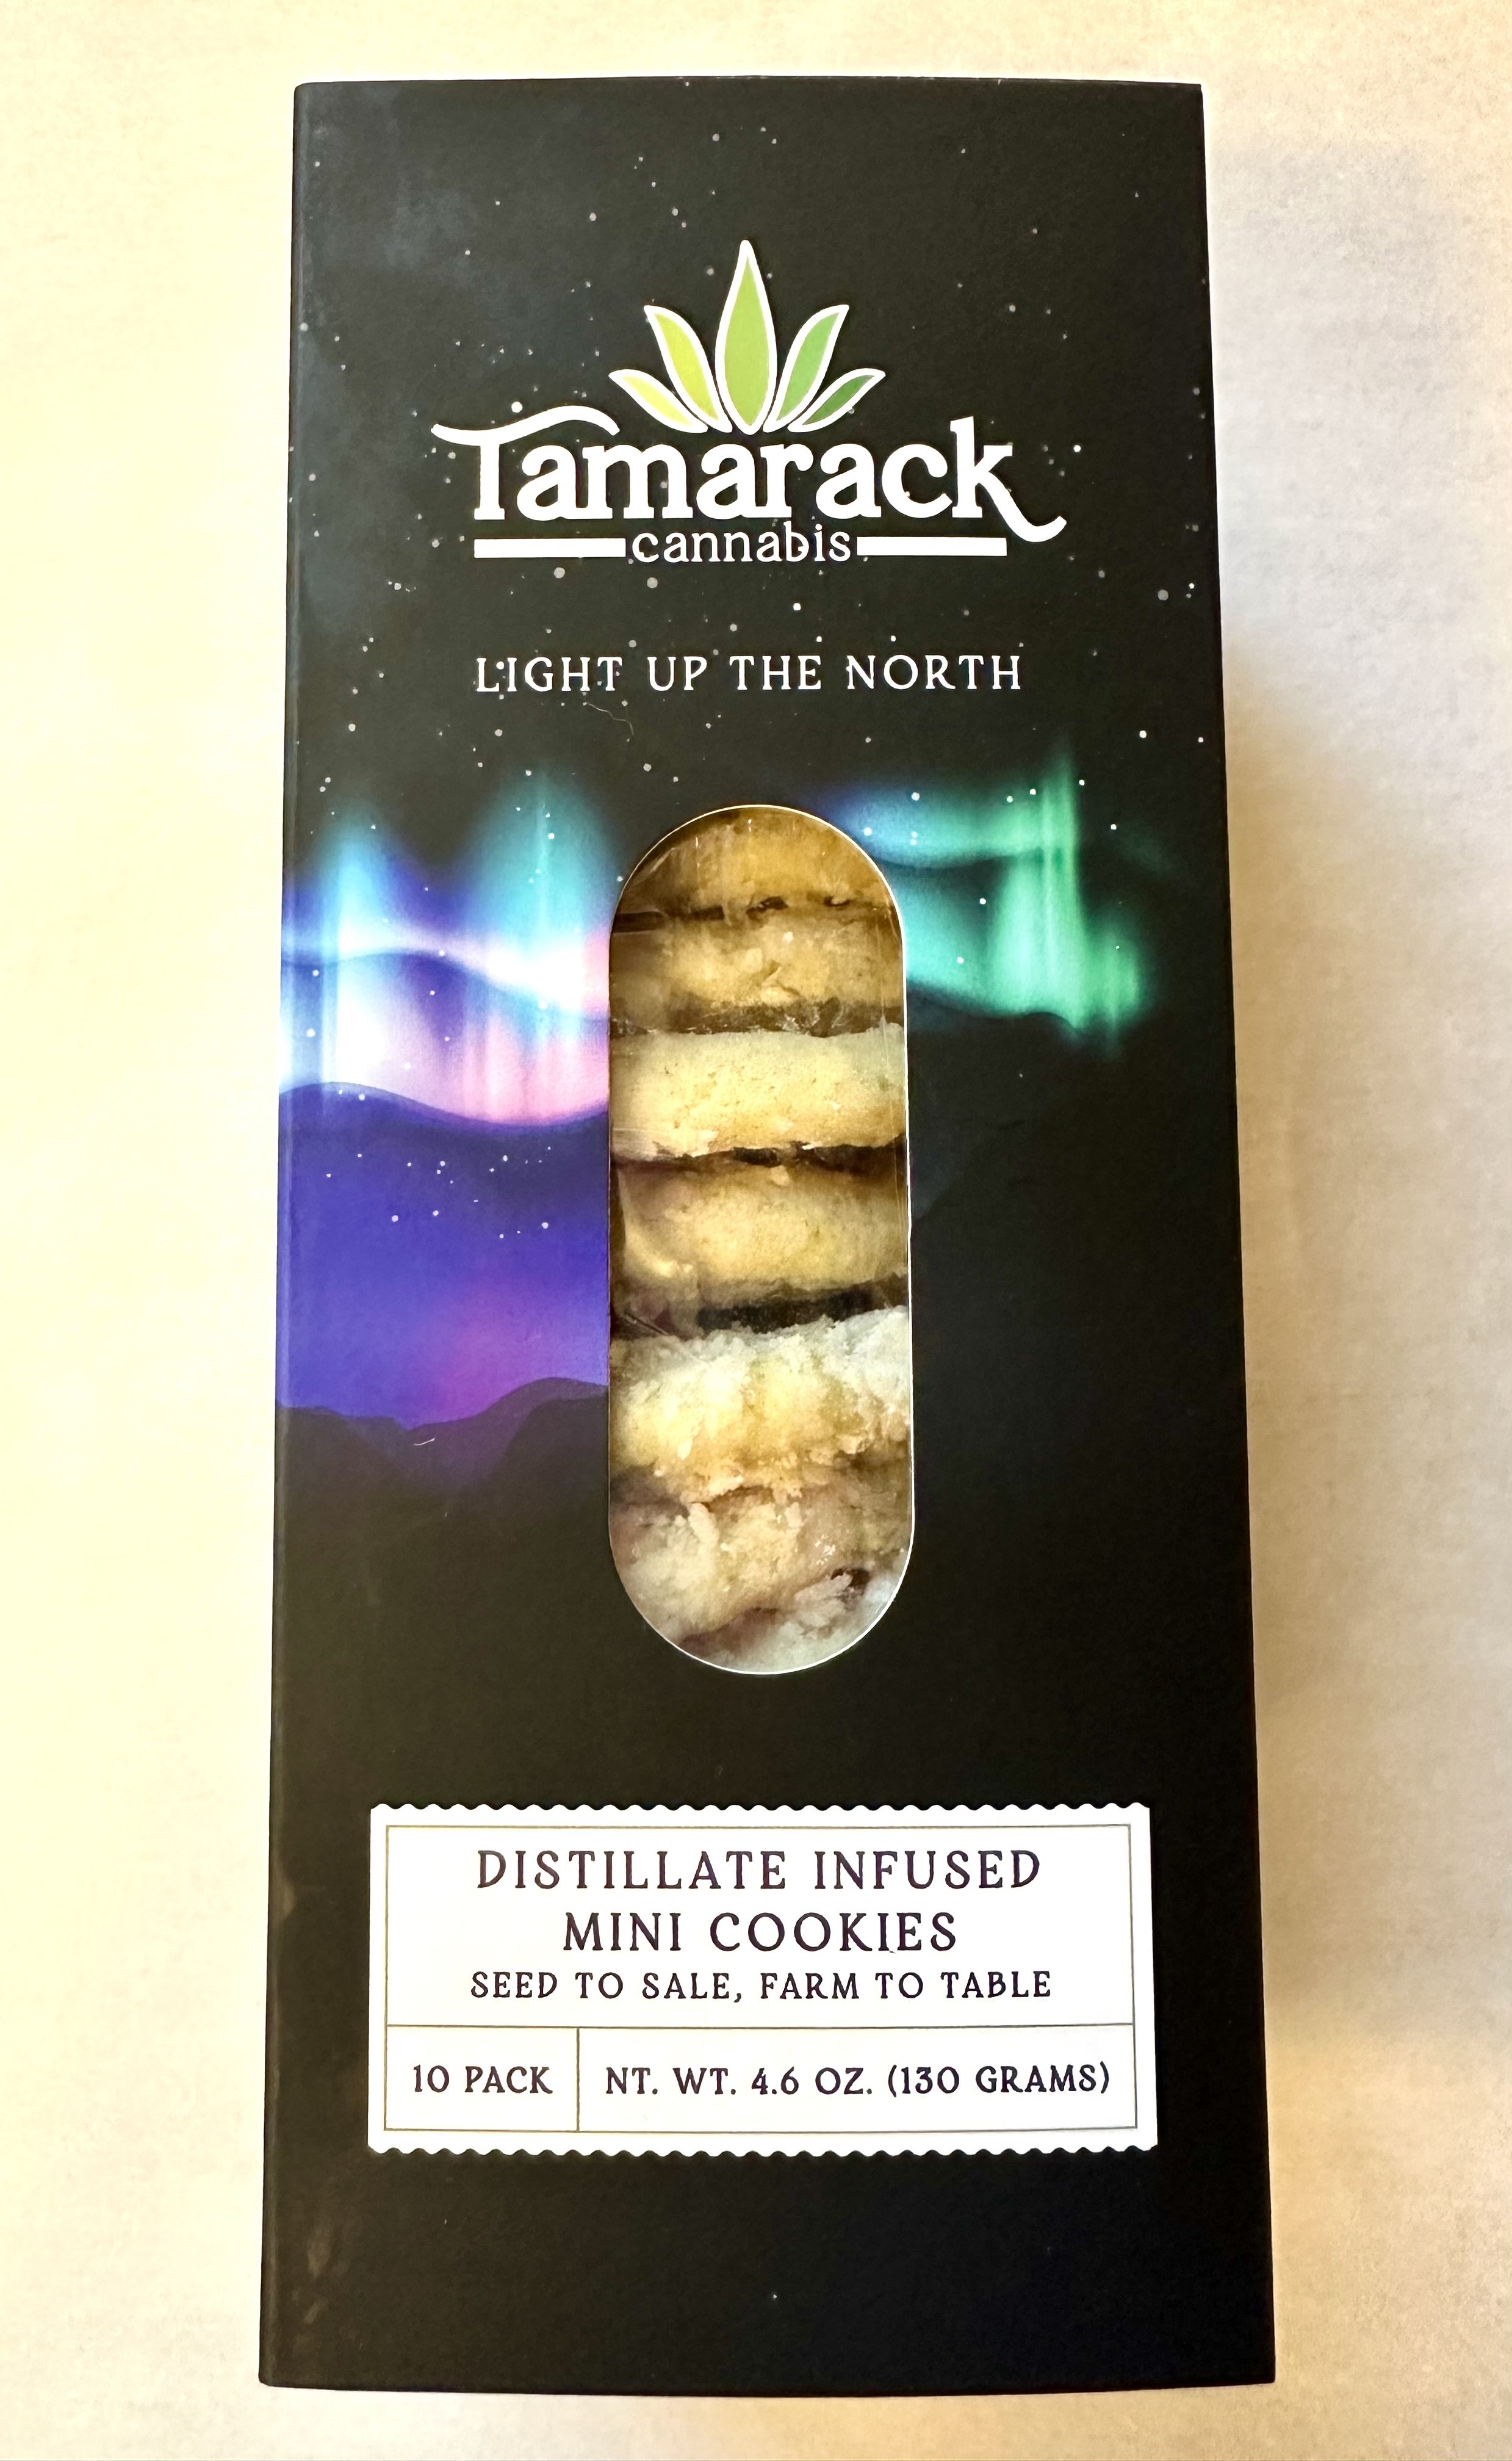 Tamarack
cannabis
LIGHT UP THE NORTH
DISTILLATE INFUSED
MINI COOKIES
SEED TO SALE, FARM TO TABLE
10 PACK
NT. WT. 4.6 OZ. (130 GRAMS)